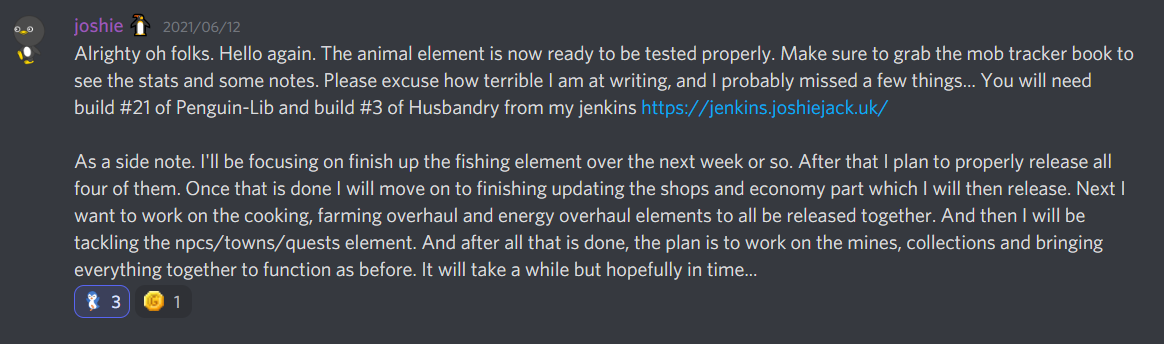 joshie 2021/06/12
Alrighty oh folks. Hello again. The animal element is now ready to be tested properly. Make sure to grab the mob tracker book to
see the stats and some notes. Please excuse how terrible I am at writing, and I probably missed a few things... You will need
build #21 of Penguin-Lib and build #3 of Husbandry from my jenkins https://jenkins.joshiejack.uk/
As a side note. I'll be focusing on finish up the fishing element over the next week or so. After that I plan to properly release all
four of them. Once that is done I will move on to finishing updating the shops and economy part which I will then release. Next I
want to work on the cooking, farming overhaul and energy overhaul elements to all be released together. And then I will be
tackling the npcs/towns/quests element. And after all that is done, the plan is to work on the mines, collections and bringing
everything together to function as before. It will take a while but hopefully in time...
3 G 1